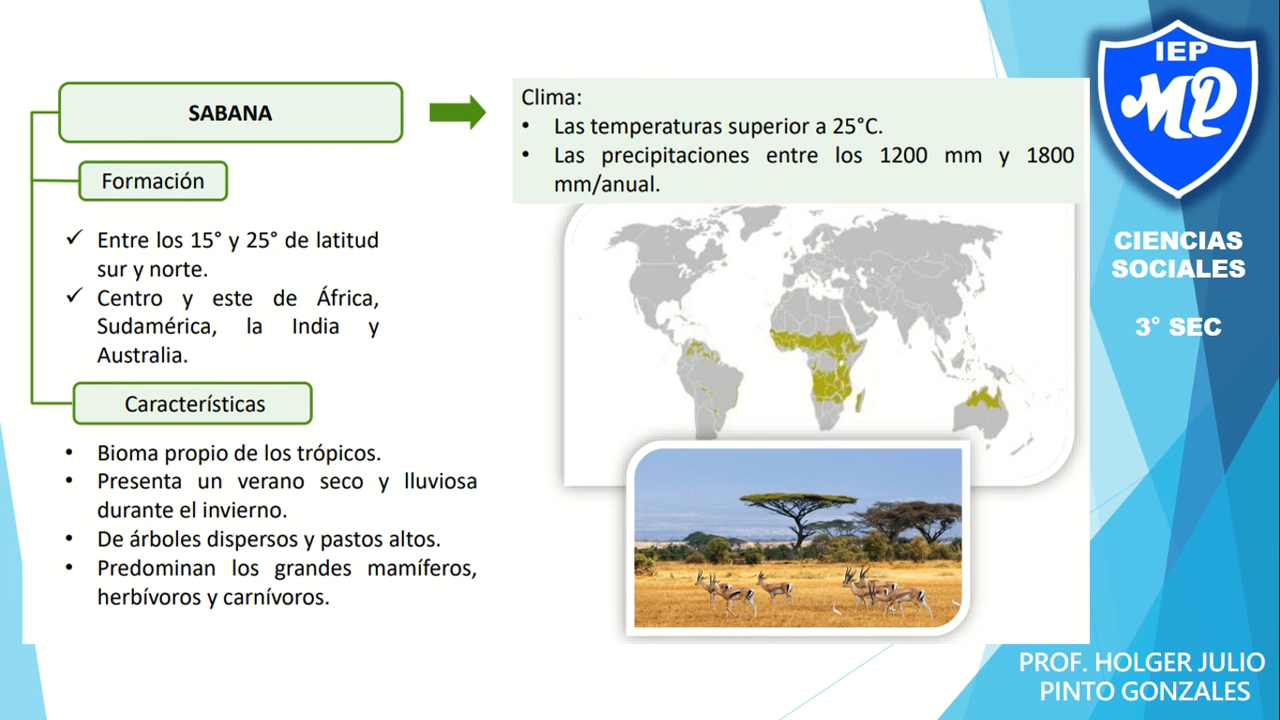 SABANA
Formación
Entre los 15° y 25° de latitud
sur y norte.
Centro y este de África,
Sudamérica, la India y
Australia.
Características
• Bioma propio de los trópicos.
• Presenta un verano seco y lluviosa
durante el invierno.
• De árboles dispersos y pastos altos.
• Predominan los grandes mamíferos,
herbívoros y carnívoros.
Clima:
• Las temperaturas superior a 25°C.
• Las precipitaciones entre los 1200 mm y 1800
mm/anual.
IEP
MP
CIENCIAS
SOCIALES
3° SEC
PROF. HOLGER JULIO
PINTO GONZALES